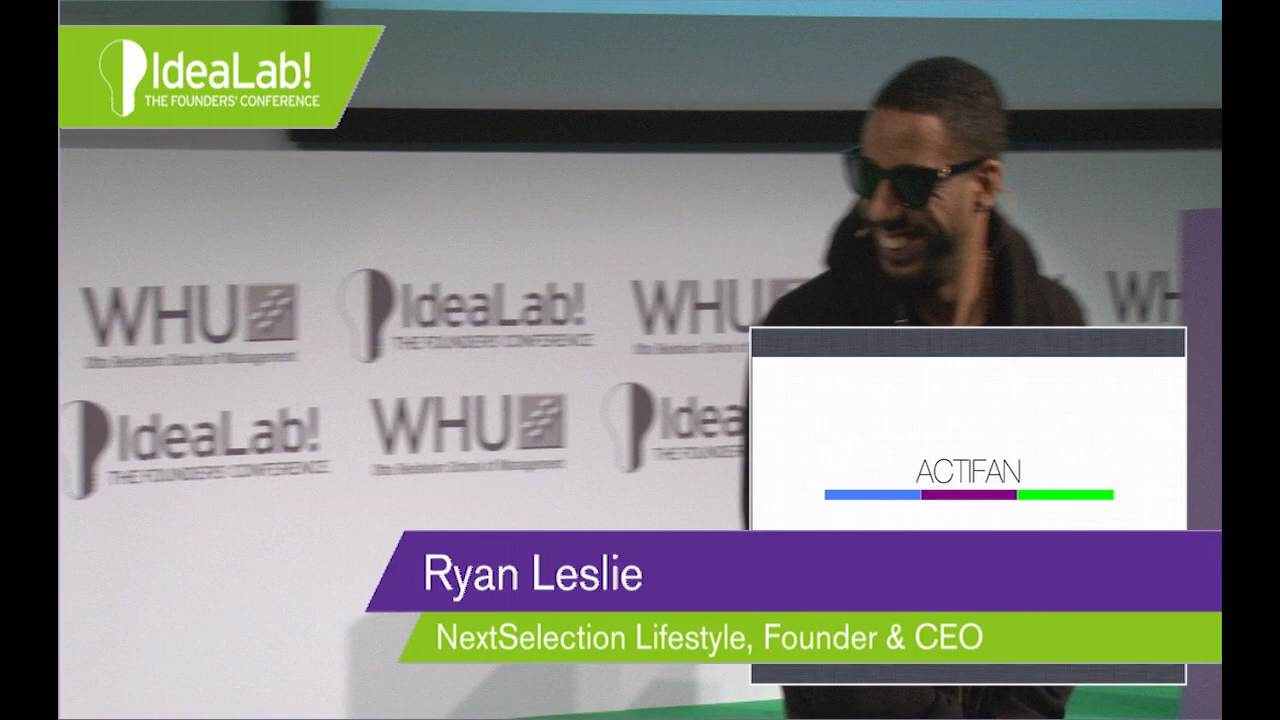 IdeaLab!
THE FOUNDERS' CONFERENCE
WHU
IdeaLab!
THE FOUNDERS' CONFERENCE
WHU
WH
IdeaLab!
THE FOUNDERS' CONFERENCE
WHU
Idea
ACTIFAN
Ryan Leslie
NextSelection Lifestyle, Founder & CEO